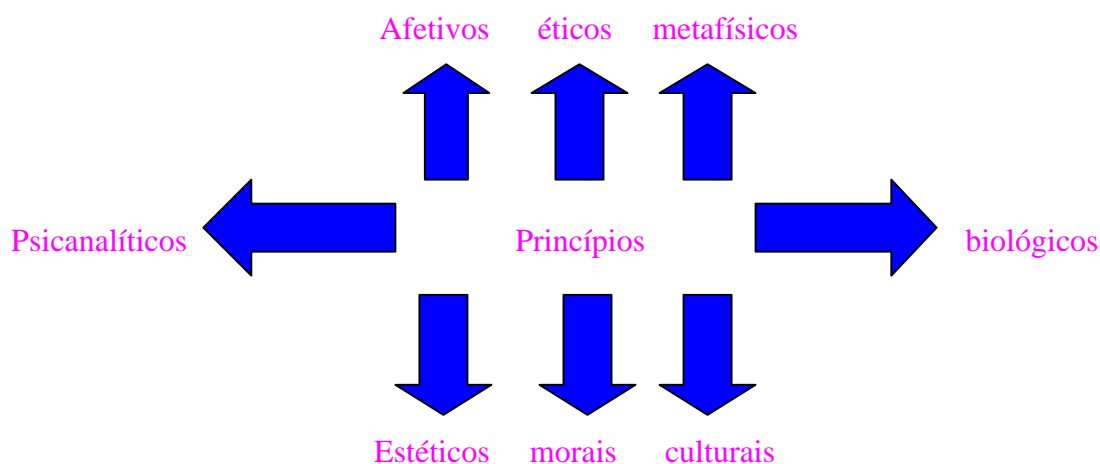 Afetivos éticos metafísicos
Psicanalíticos Princípios biológicos
Estéticos morais culturais